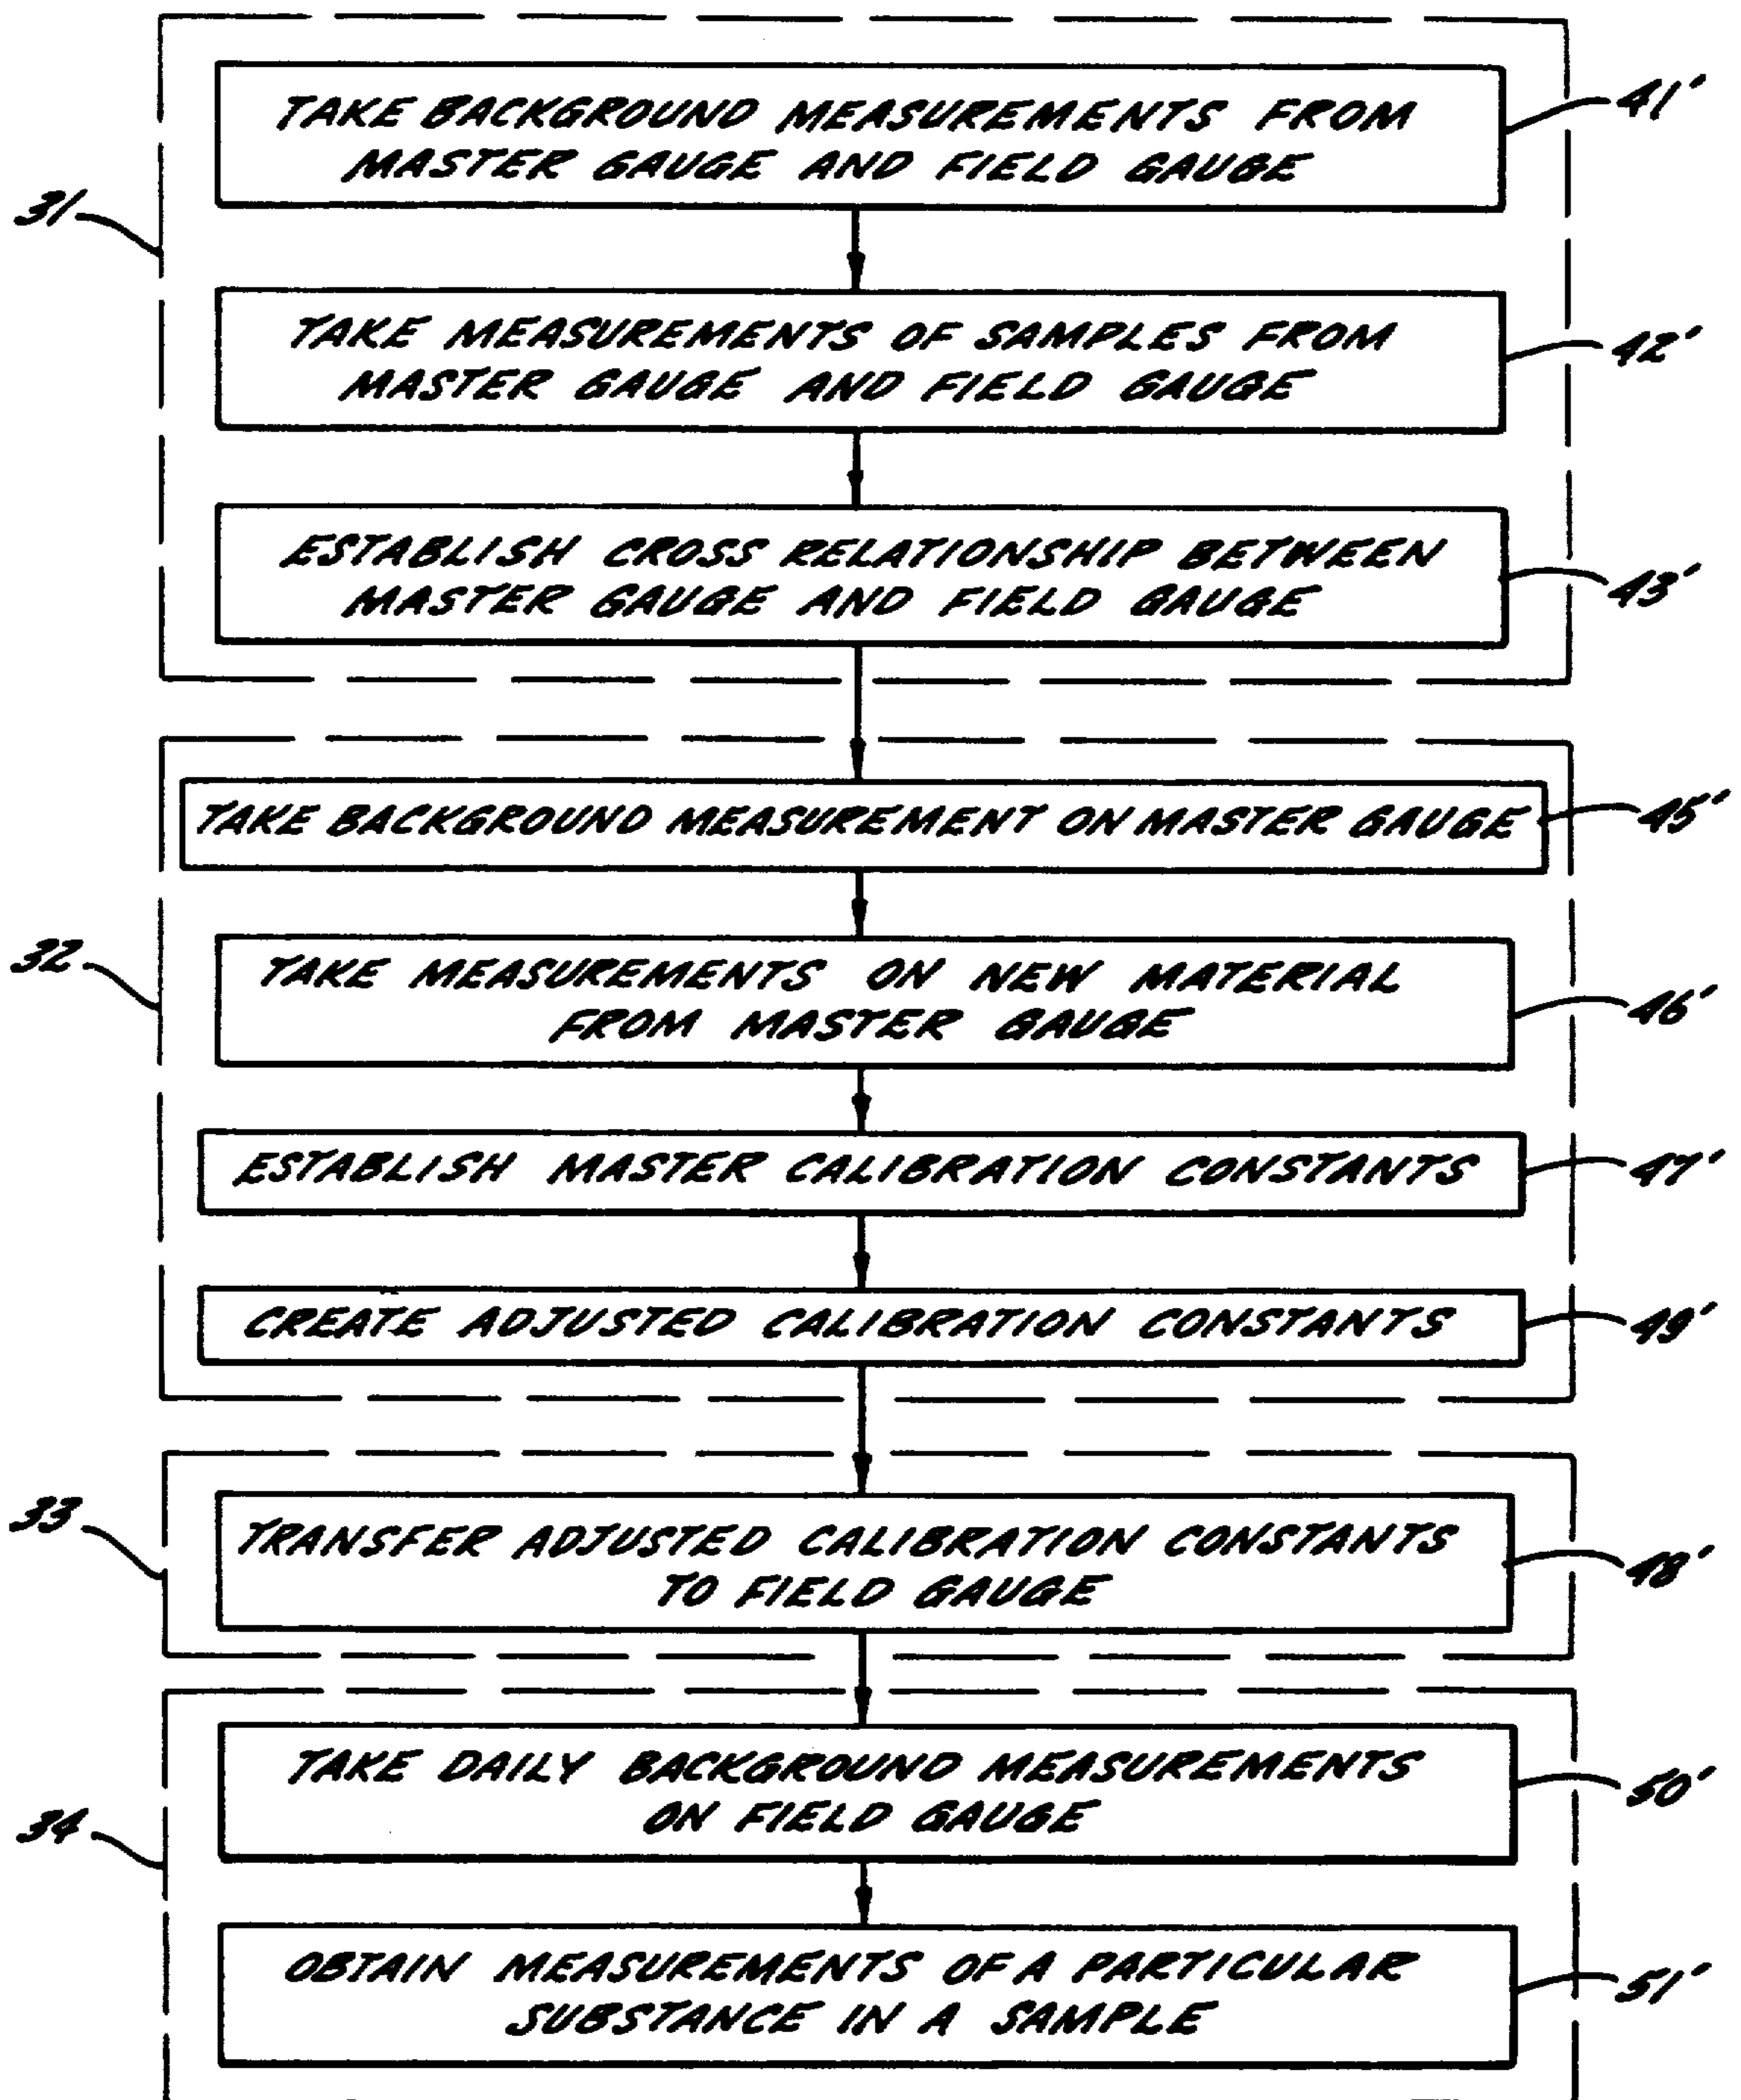 TAKE BACKGROUND MEASUREMENTS FROM
MASTER GAUGE AND FIELD GAUGE
41'
31
TAKE MEASUREMENTS OF SAMPLES FROM
MASTER GAUGE AND FIELD GAUGE
42'
ESTABLISH CROSS RELATIONSHIP BETWEEN
MASTER GAUGE AND FIELD GAUGE
43'
TAKE BACKGROUND MEASUREMENT ON MASTER GAUGE
45'
32
TAKE MEASUREMENTS ON NEW MATERIAL
FROM MASTER GAUGE
46'
ESTABLISH MASTER CALIBRATION CONSTANTS
47'
CREATE ADJUSTED CALIBRATION CONSTANTS
49'
33
TRANSFER ADJUSTED CALIBRATION CONSTANTS
TO FIELD GAUGE
48'
TAKE DAILY BACKGROUND MEASUREMENTS
ON FIELD GAUGE
50'
34
OBTAIN MEASUREMENTS OF A PARTICULAR
SUBSTANCE IN A SAMPLE
51'